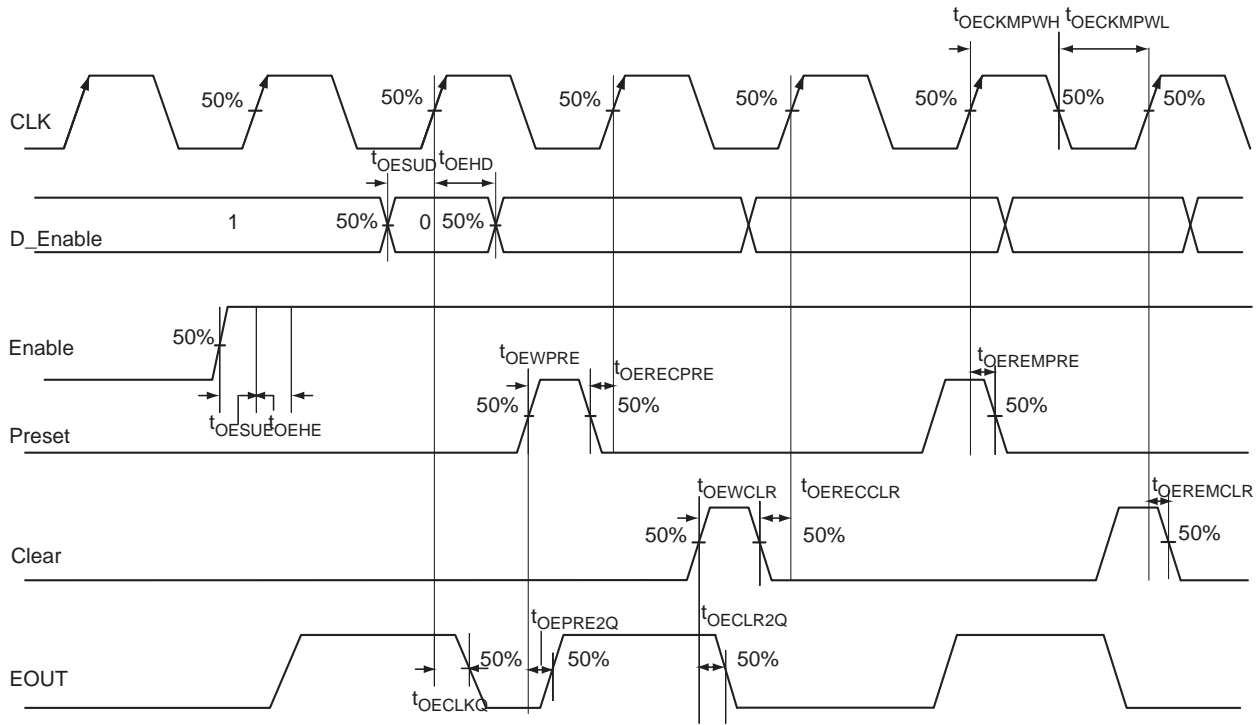 tOECKMPWH tOECKMPWL
CLK 50% 50% 50% 50% 50% 50% 50%
tOESUD tOEHD
D_Enable 1 50% 0 50%
Enable 50%
tOESUE tOEHE
tOEWPRE tOERECPRE tOEREMPRE
Preset 50% 50% 50%
tOEWCLR tOERECCLR tOEREMCLR
Clear 50% 50% 50%
tOEPRE2Q tOECLR2Q
EOUT 50% 50% 50%
tOECLKQ